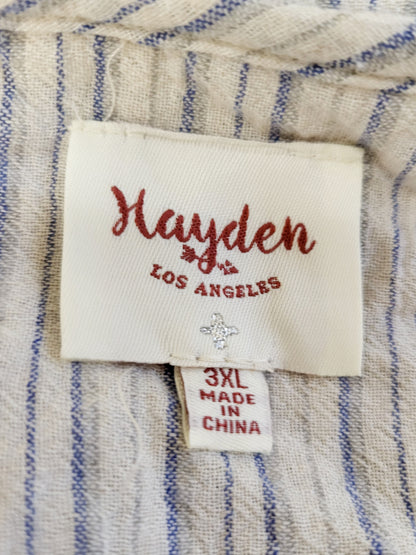 Hayden
LOS ANGELES
3XL
MADE
IN
CHINA